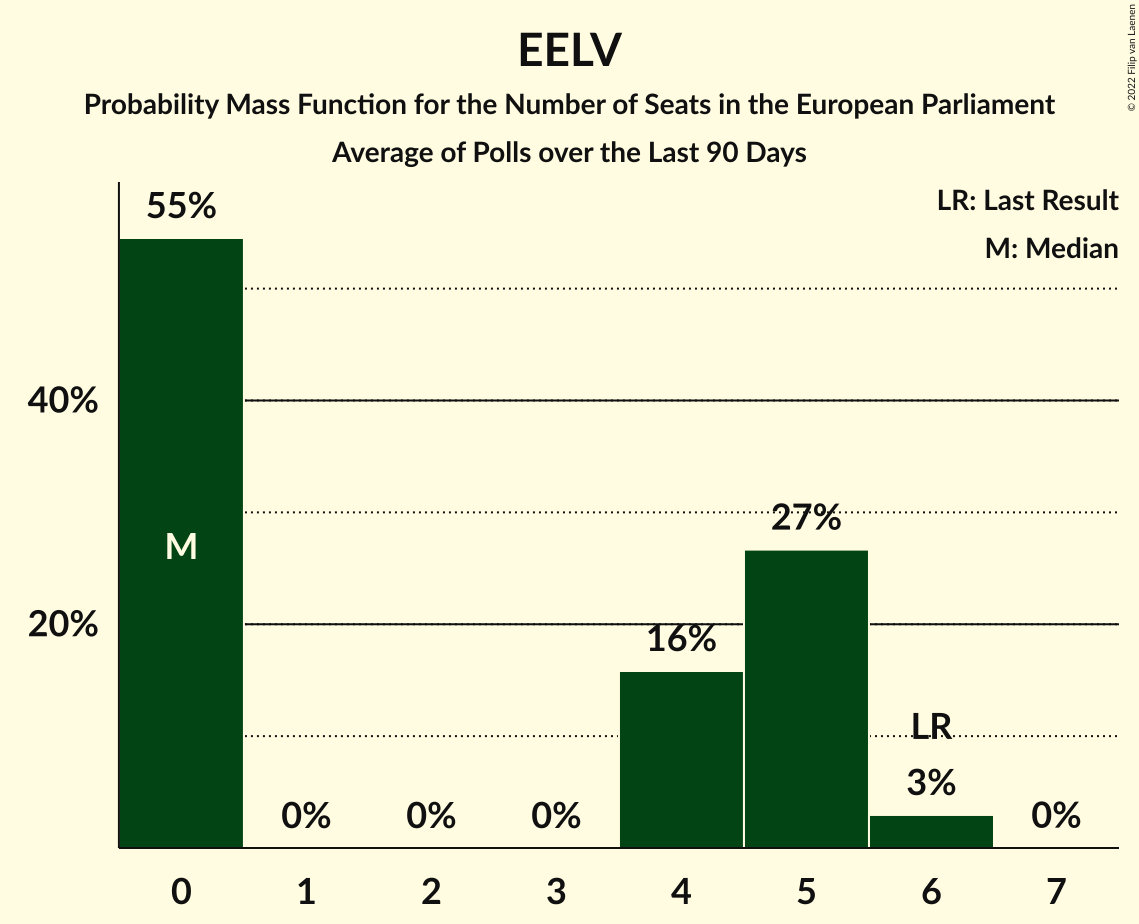 EELV
Probability Mass Function for the Number of Seats in the European Parliament
Average of Polls over the Last 90 Days
© 2022 Filip van Laenen
LR: Last Result
M: Median
55%
40%
M
27%
20%
16%
LR
3%
0%
0%
0%
0%
0 1 2 3 4 5 6 7